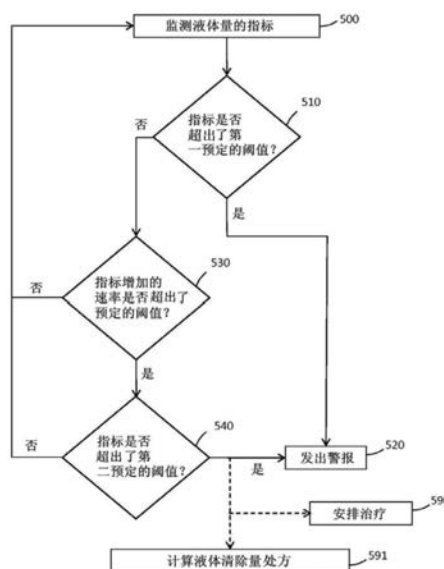 监测液体量的指标
500
510
指标是否
超出了第
一预定的阈值?
否
是
530
指标增加的
速率是否超出了
预定的阈值?
否
是
540
指标是否
超出了第
二预定的阈值?
否
是
520
发出警报
安排治疗
计算液体清除量处方
591